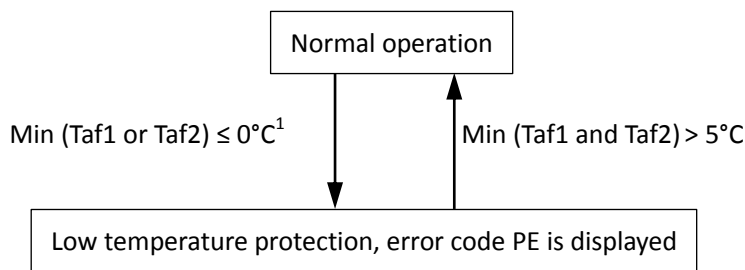 Normal operation
Min (Taf1 or Taf2) ≤ 0°C¹
Min (Taf1 and Taf2) > 5°C
Low temperature protection, error code PE is displayed